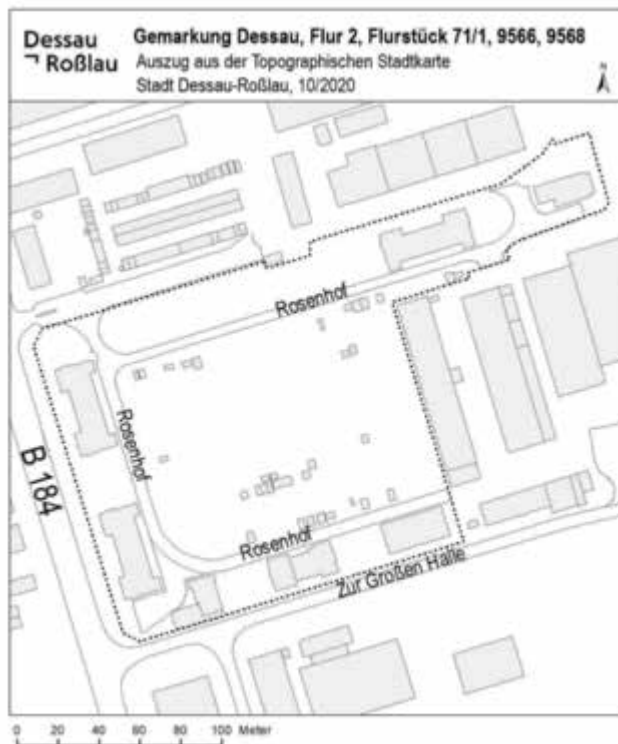 Dessau
¬ Roßlau
Gemarkung Dessau, Flur 2, Flurstück 71/1, 9566, 9568
Auszug aus der Topographischen Stadtkarte
Stadt Dessau-Roßlau, 10/2020
N
Rosenhof
Rosenhof
B 184
Rosenhof
Zur Großen Halle
0 20 40 60 80 100 Meter